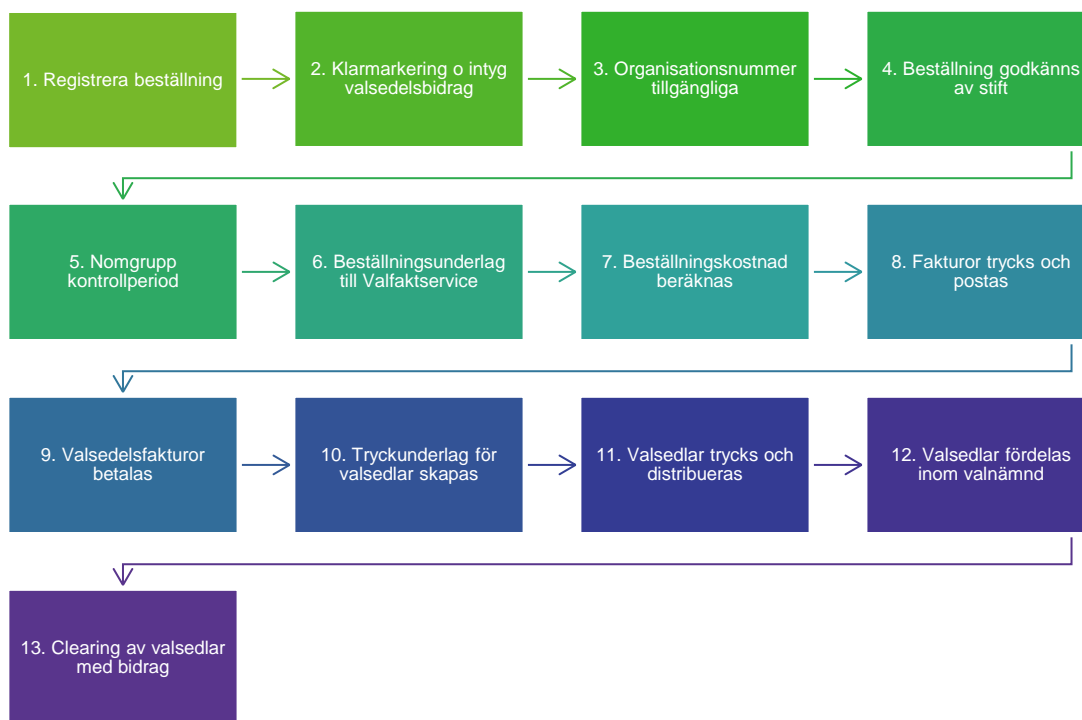 1. Registrera beställning
2. Klarmarkering o intyg
valsedelsbidrag
3. Organisationsnummer
tillgängliga
4. Beställning godkänns
av stift
5. Nomgrupp
kontrollperiod
6. Beställningsunderlag
till Valfaktservice
7. Beställningskostnad
beräknas
8. Fakturor trycks och
postas
9. Valsedelsfakturor
betalas
10. Tryckunderlag för
valsedlar skapas
11. Valsedlar trycks och
distribueras
12. Valsedlar fördelas
inom valnämnd
13. Clearing av valsedlar
med bidrag